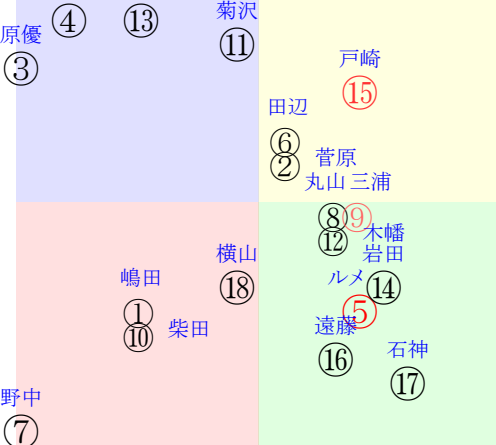 ④ ⑬ 菊沢
原優 ⑪
③ 戸崎
⑮
田辺
⑥
② 菅原
丸山 三浦
⑧ ⑨
⑫ 木幡
横山 岩田
嶋田 ルメ
⑱ ⑭
① ⑤
⑩ 柴田 遠藤
⑯ 石神
⑰
野中
⑦